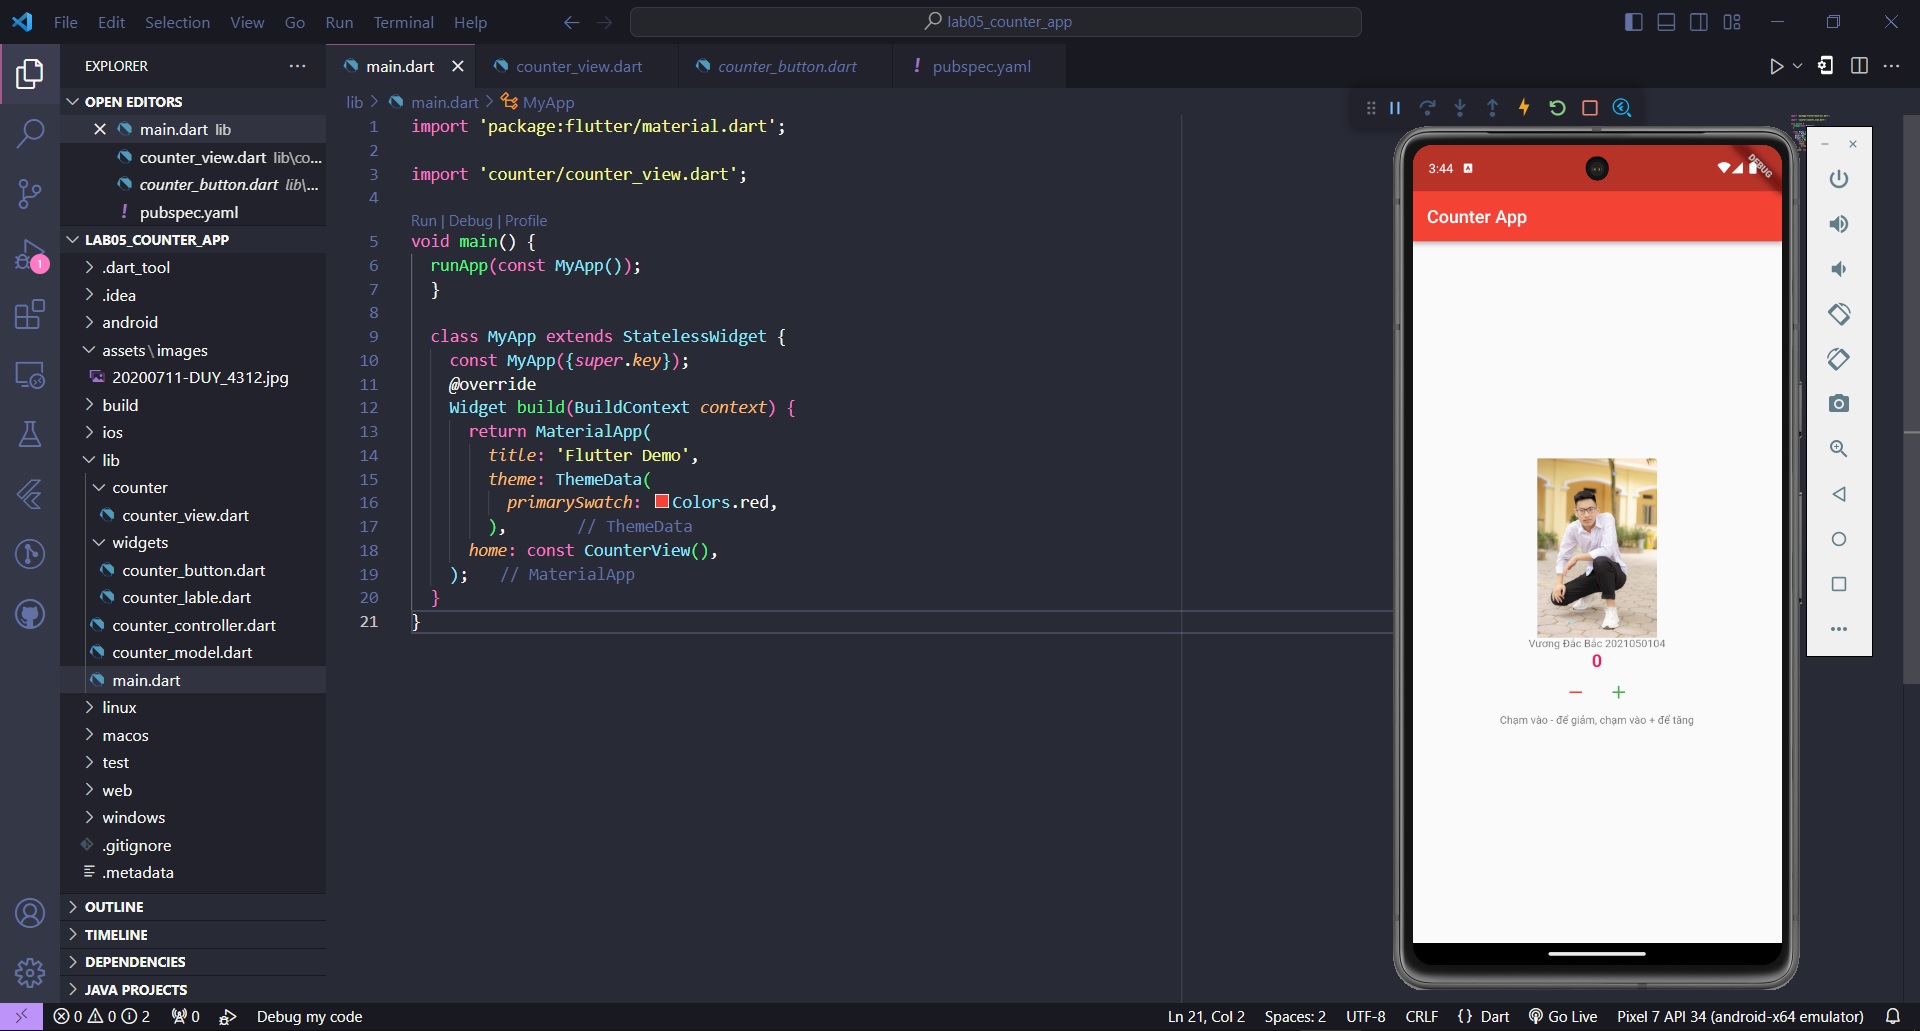 File Edit Selection View Go Run Terminal Help
lab05_counter_app
EXPLORER
OPEN EDITORS
main.dart lib
counter_view.dart lib\co...
counter_button.dart lib\...
pubspec.yaml
LAB05_COUNTER_APP
.dart_tool
.idea
android
assets\images
20200711-DUY_4312.jpg
build
ios
lib
counter
counter_view.dart
widgets
counter_button.dart
counter_lable.dart
counter_controller.dart
counter_model.dart
main.dart
linux
macos
test
web
windows
.gitignore
.metadata
OUTLINE
TIMELINE
DEPENDENCIES
JAVA PROJECTS
1
main.dart counter_view.dart counter_button.dart pubspec.yaml
lib > main.dart > MyApp
1 import 'package:flutter/material.dart';
2
3 import 'counter/counter_view.dart';
4
Run | Debug | Profile
5 void main() {
6 runApp(const MyApp());
7 }
8
9 class MyApp extends StatelessWidget {
10 const MyApp({super.key});
11 @override
12 Widget build(BuildContext context) {
13 return MaterialApp(
14 title: 'Flutter Demo',
15 theme: ThemeData(
16 primarySwatch: Colors.red,
17 ), // ThemeData
18 home: const CounterView(),
19 ); // MaterialApp
20 }
21 }
3:44
DEBUG
Counter App
Vương Đắc Bắc 2021050104
0
− +
Chạm vào - để giảm, chạm vào + để tăng
0 0 2 0 Debug my code
Ln 21, Col 2 Spaces: 2 UTF-8 CRLF {} Dart Go Live Pixel 7 API 34 (android-x64 emulator)